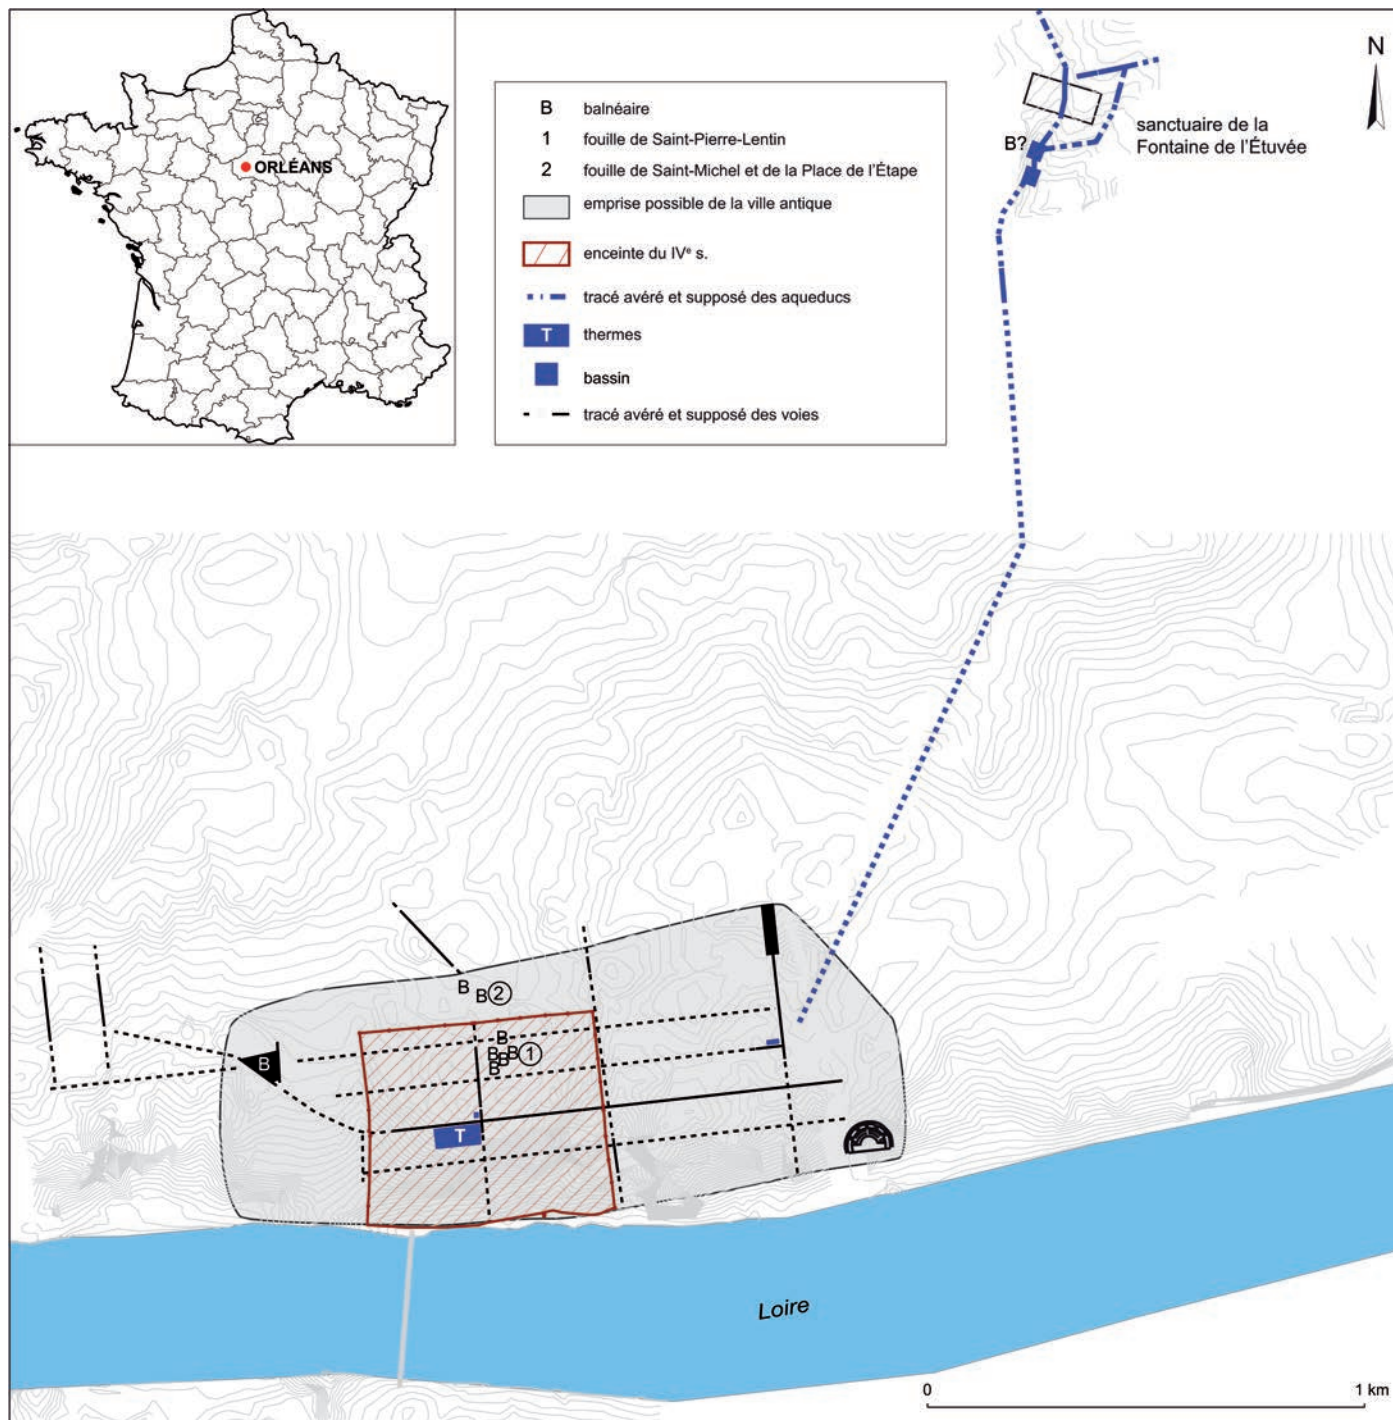 ORLÉANS
B balnéaire
1 fouille de Saint-Pierre-Lentin
2 fouille de Saint-Michel et de la Place de l'Étape
emprise possible de la ville antique
enceinte du IVe s.
tracé avéré et supposé des aqueducs
T thermes
bassin
tracé avéré et supposé des voies
N
B?
sanctuaire de la
Fontaine de l'Étuvée
B
B 2
B
B B B 1
B
B
T
Loire
0 1 km